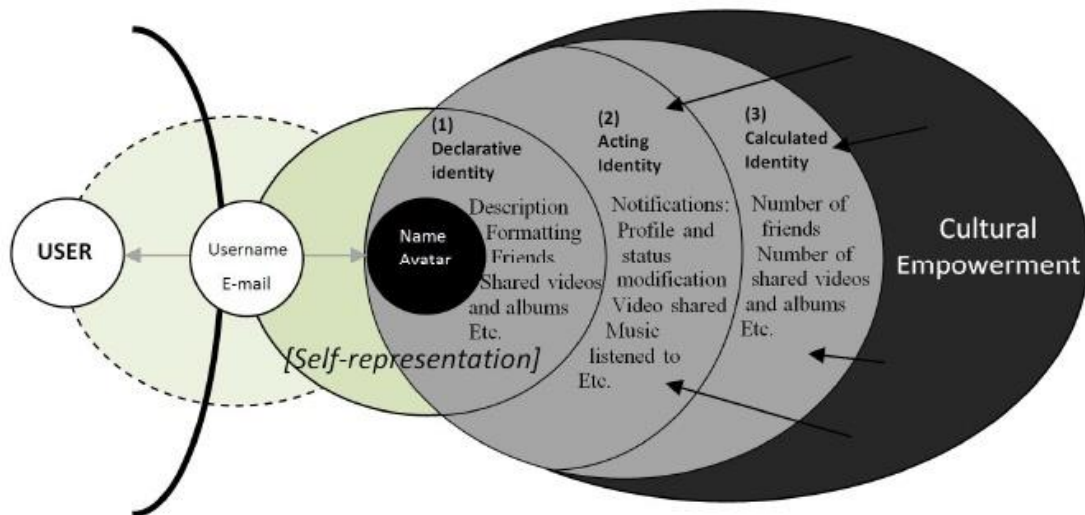 USER
Username
E-mail
Name
Avatar
[Self-representation]
(1)
Declarative
identity
Description
Formatting
Friends
Shared videos
and albums
Etc.
(2)
Acting
Identity
Notifications:
Profile and
status
modification
Video shared
Music
listened to
Etc.
(3)
Calculated
Identity
Number of
friends
Number of
shared videos
and albums
Etc.
Cultural
Empowerment